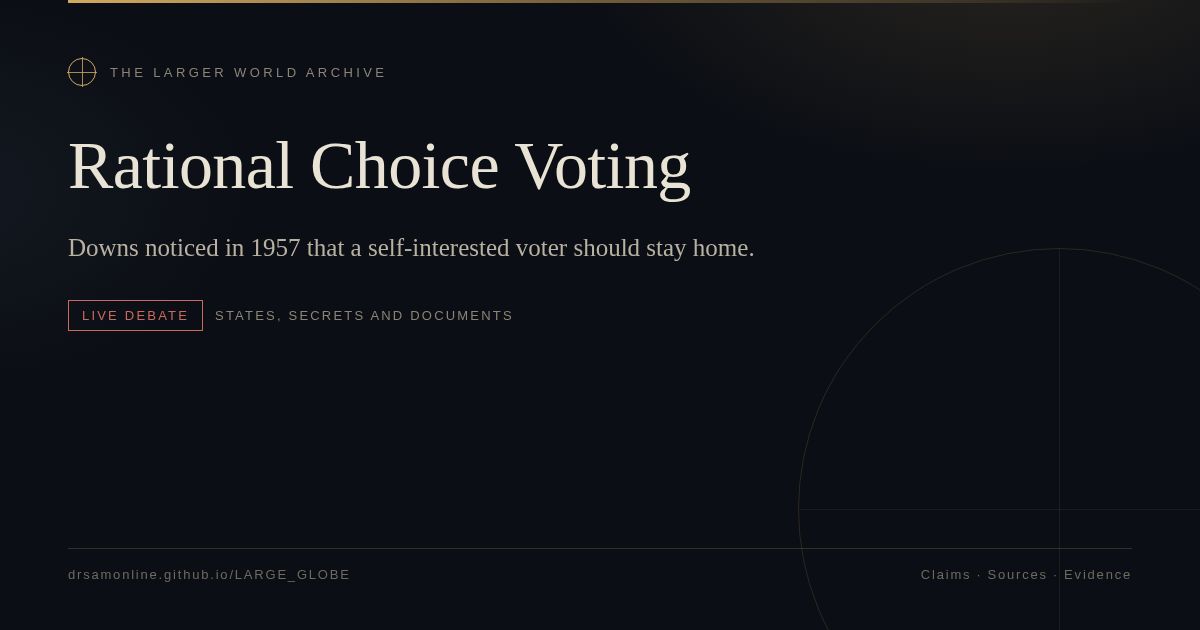 THE LARGER WORLD ARCHIVE
Rational Choice Voting
Downs noticed in 1957 that a self-interested voter should stay home.
LIVE DEBATE
STATES, SECRETS AND DOCUMENTS
drsamonline.github.io/LARGE_GLOBE
Claims · Sources · Evidence